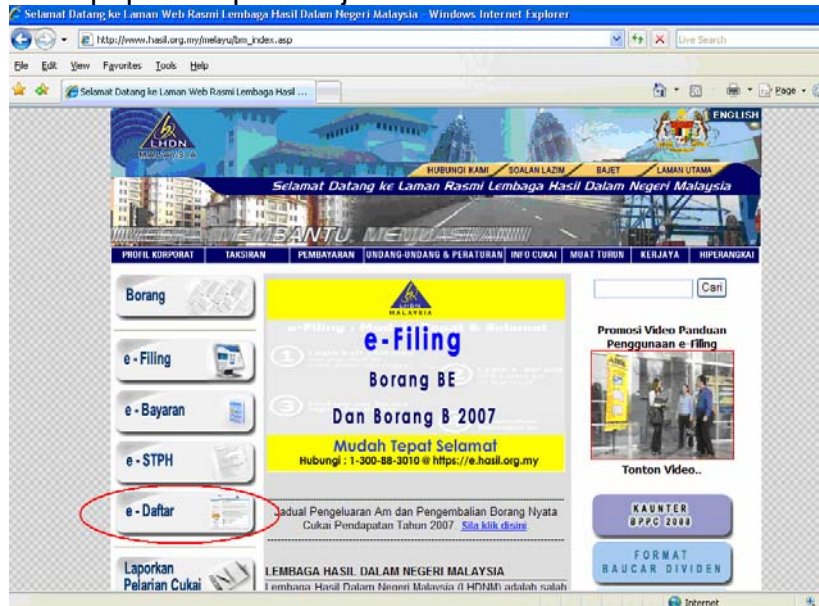 Selamat Datang ke Laman Web Rasmi Lembaga Hasil Dalam Negeri Malaysia - Windows Internet Explorer
http://www.hasil.org.my/melayu/bm_index.asp
Live Search
File Edit View Favorites Tools Help
Selamat Datang ke Laman Web Rasmi Lembaga Hasil ...
Page
LHDN
MALAYSIA
ENGLISH
HUBUNGI KAMI SOALAN LAZIM BAJET LAMAN UTAMA
Selamat Datang ke Laman Rasmi Lembaga Hasil Dalam Negeri Malaysia
MESRA MEMBANTU MEMUASKAN
PROFIL KORPORAT TAKSIRAN PEMBAYARAN UNDANG-UNDANG & PERATURAN INFO CUKAI MUAT TURUN KERJAYA HIPERANGKAI
Borang
e - Filing
e - Bayaran
e - STPH
e - Daftar
Laporkan
Pelarian Cukai
LHDN
MALAYSIA
e-Filing : Mudah Tepat & Selamat
e-Filing
Borang BE
Dan Borang B 2007
Mudah Tepat Selamat
Hubungi : 1-300-88-3010 @ https://e.hasil.org.my
Jadual Pengeluaran Am dan Pengembalian Borang Nyata
Cukai Pendapatan Tahun 2007. Sila klik disini
LEMBAGA HASIL DALAM NEGERI MALAYSIA
Lembaga Hasil Dalam Negeri Malaysia (LHDNM) adalah salah
Cari
Promosi Video Panduan
Penggunaan e-filing
Tonton Video..
KAUNTER
BPPC 2008
FORMAT
BAUCAR DIVIDEN
Internet